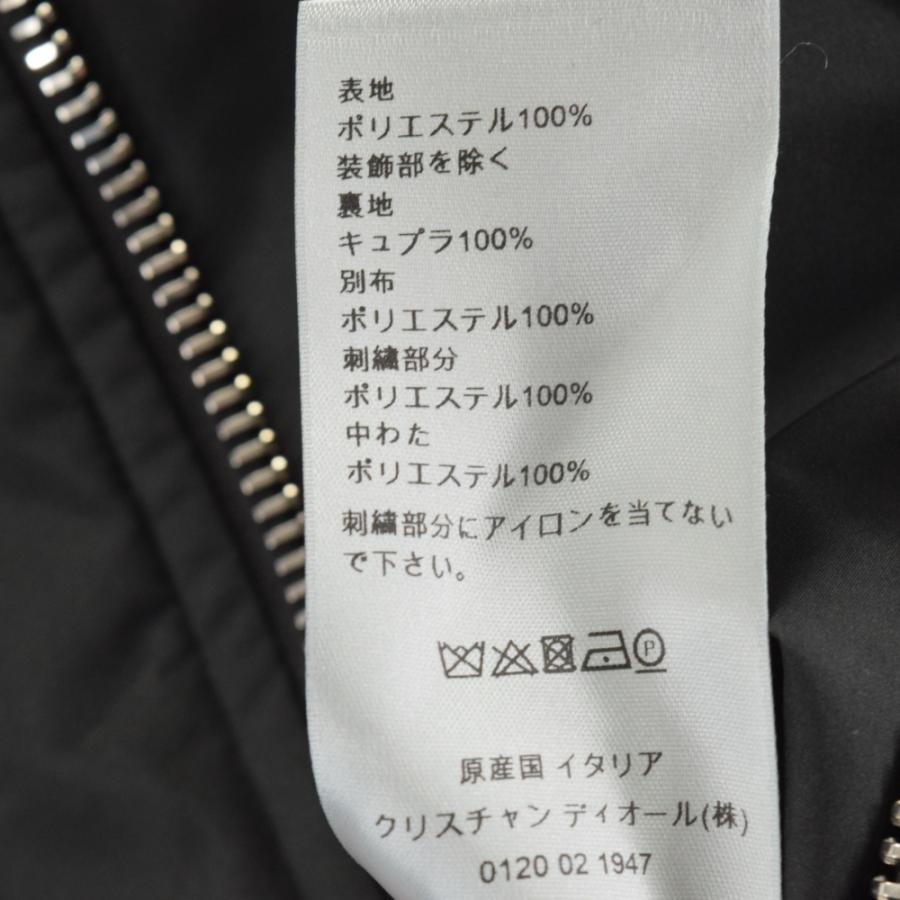 表地
ポリエステル100%
装飾部を除く
裏地
キュプラ100%
別布
ポリエステル100%
刺繍部分
ポリエステル100%
中わた
ポリエステル100%
刺繍部分にアイロンを当てない
で下さい。
P
原産国 イタリア
クリスチャン ディオール(株)
0120 02 1947